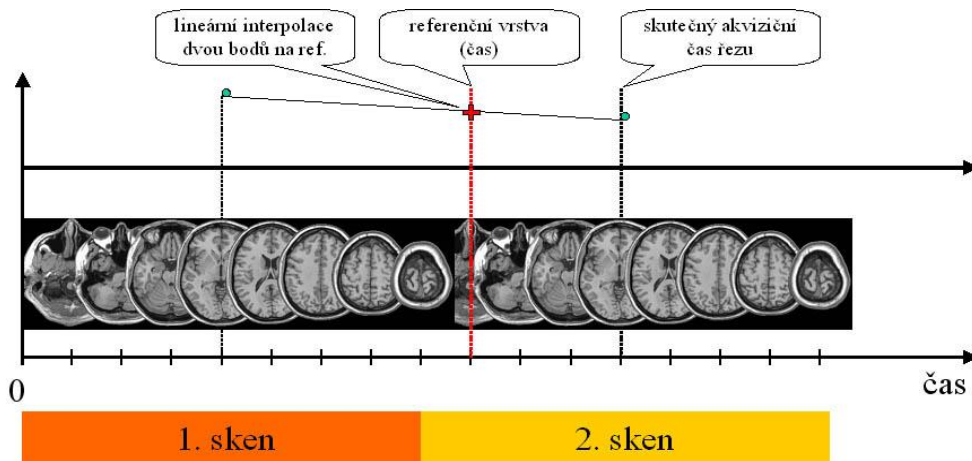 lineární interpolace
dvou bodů na ref.
referenční vrstva
(čas)
skutečný akviziční
čas řezu
0
čas
1. sken
2. sken